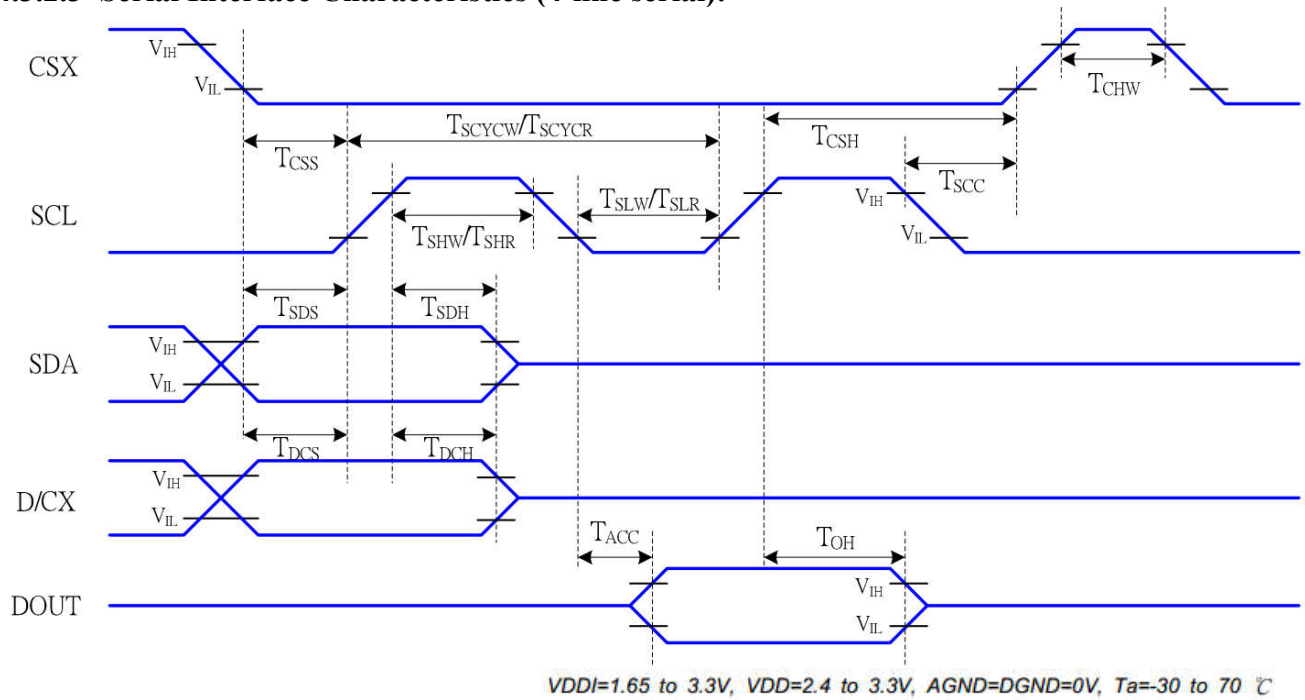 Serial Interface Characteristics (4-line serial):
CSX
VIH
VIL
TCSS
TSCYCW/TSCYCR
TCSH
TCHW
TSCC
SCL
TSHW/TSHR
TSLW/TSLR
VIH
VIL
TSDS
TSDH
SDA
VIH
VIL
TDCS
TDCH
D/CX
VIH
VIL
TACC
TOH
DOUT
VIH
VIL
VDDI=1.65 to 3.3V, VDD=2.4 to 3.3V, AGND=DGND=0V, Ta=-30 to 70 ℃